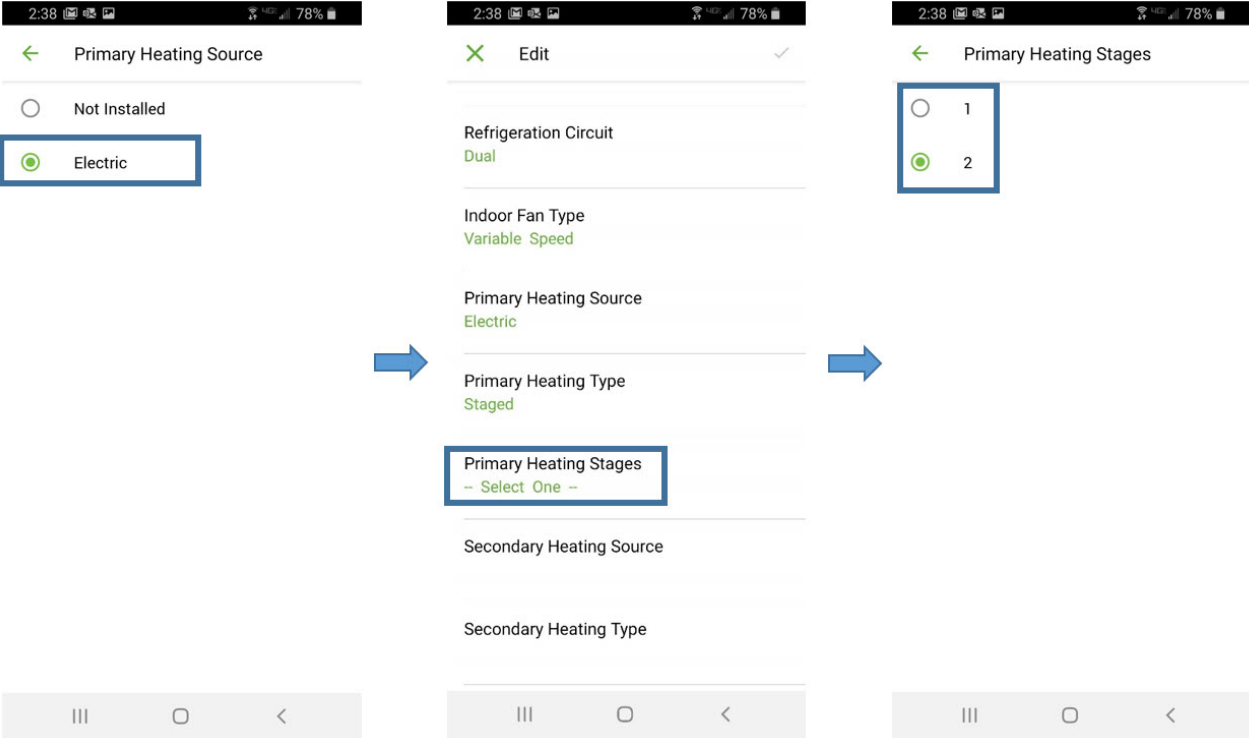 2:38
78%
Primary Heating Source
Not Installed
Electric
2:38
78%
Edit
Refrigeration Circuit
Dual
Indoor Fan Type
Variable Speed
Primary Heating Source
Electric
Primary Heating Type
Staged
Primary Heating Stages
-- Select One --
Secondary Heating Source
Secondary Heating Type
2:38
78%
Primary Heating Stages
1
2